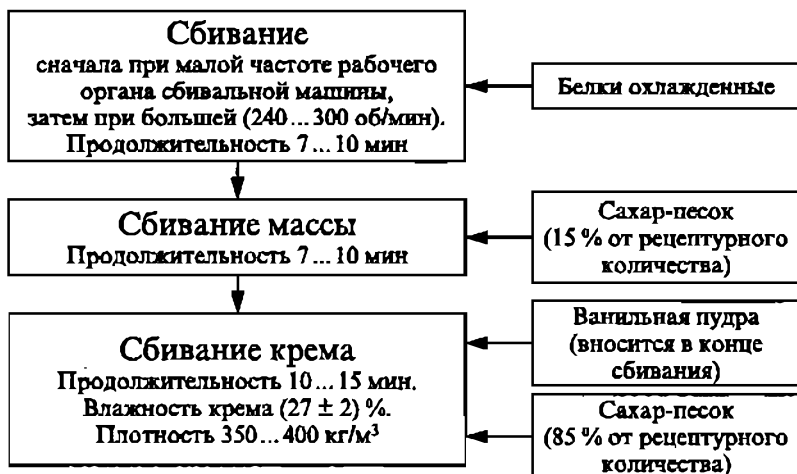 Сбивание
сначала при малой частоте рабочего
органа сбивальной машины,
затем при большей (240 ... 300 об/мин).
Продолжительность 7 ... 10 мин
Белки охлажденные
Сбивание массы
Продолжительность 7 ... 10 мин
Сахар-песок
(15 % от рецептурного
количества)
Сбивание крема
Продолжительность 10 ... 15 мин.
Влажность крема (27 ± 2) %.
Плотность 350 ... 400 кг/м³
Ванильная пудра
(вносится в конце
сбивания)
Сахар-песок
(85 % от рецептурного
количества)